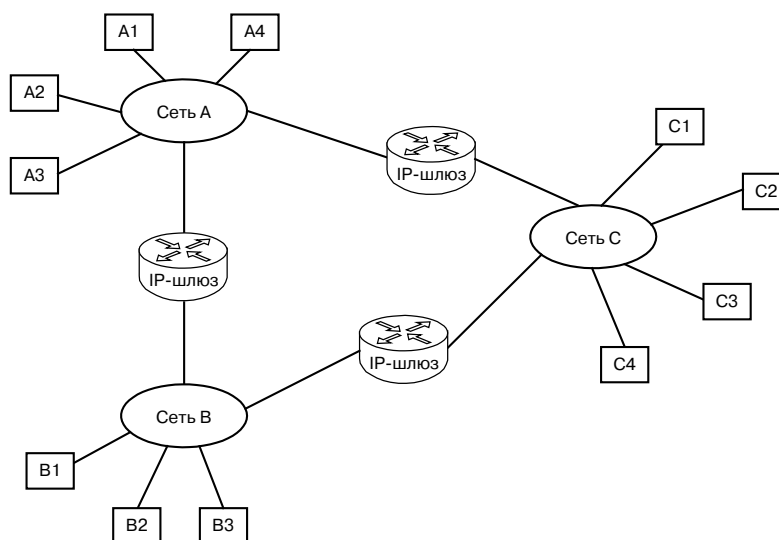 A1
A4
A2
Сеть A
A3
IP-шлюз
C1
C2
Сеть C
IP-шлюз
C3
IP-шлюз
C4
Сеть B
B1
B2
B3